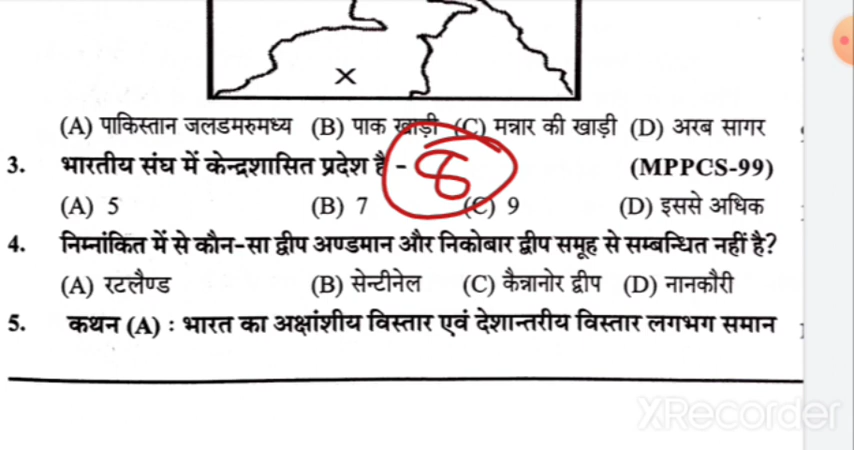 X
(A) पाकिस्तान जलडमरुमध्य (B) पाक खाड़ी (C) मन्नार की खाड़ी (D) अरब सागर
3. भारतीय संघ में केन्द्रशासित प्रदेश है - 8 (MPPCS-99)
(A) 5 (B) 7 (C) 9 (D) इससे अधिक
4. निम्नांकित में से कौन-सा द्वीप अण्डमान और निकोबार द्वीप समूह से सम्बन्धित नहीं है?
(A) रटलैण्ड (B) सेन्टीनेल (C) कैन्नानोर द्वीप (D) नानकौरी
5. कथन (A) : भारत का अक्षांशीय विस्तार एवं देशान्तरीय विस्तार लगभग समान
XRecorder